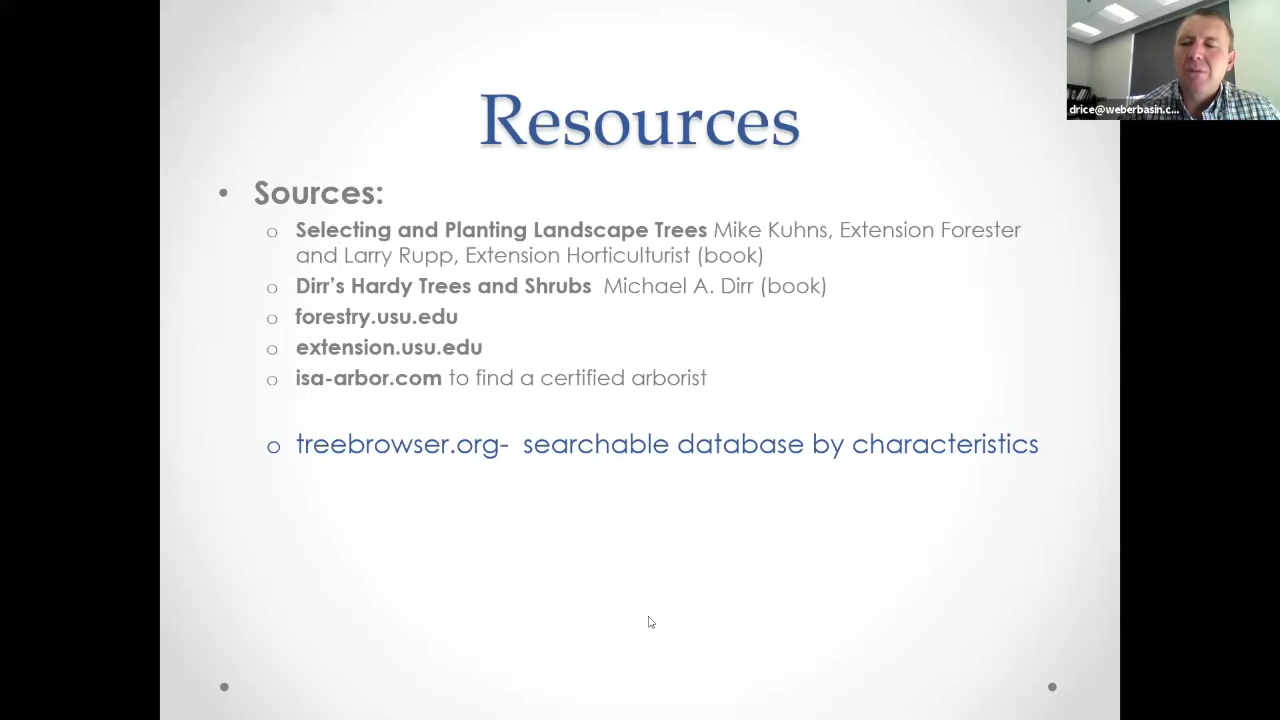 drice@weberbasin.c...
Resources
• Sources:
o Selecting and Planting Landscape Trees Mike Kuhns, Extension Forester
and Larry Rupp, Extension Horticulturist (book)
o Dirr’s Hardy Trees and Shrubs Michael A. Dirr (book)
o forestry.usu.edu
o extension.usu.edu
o isa-arbor.com to find a certified arborist
o treebrowser.org- searchable database by characteristics